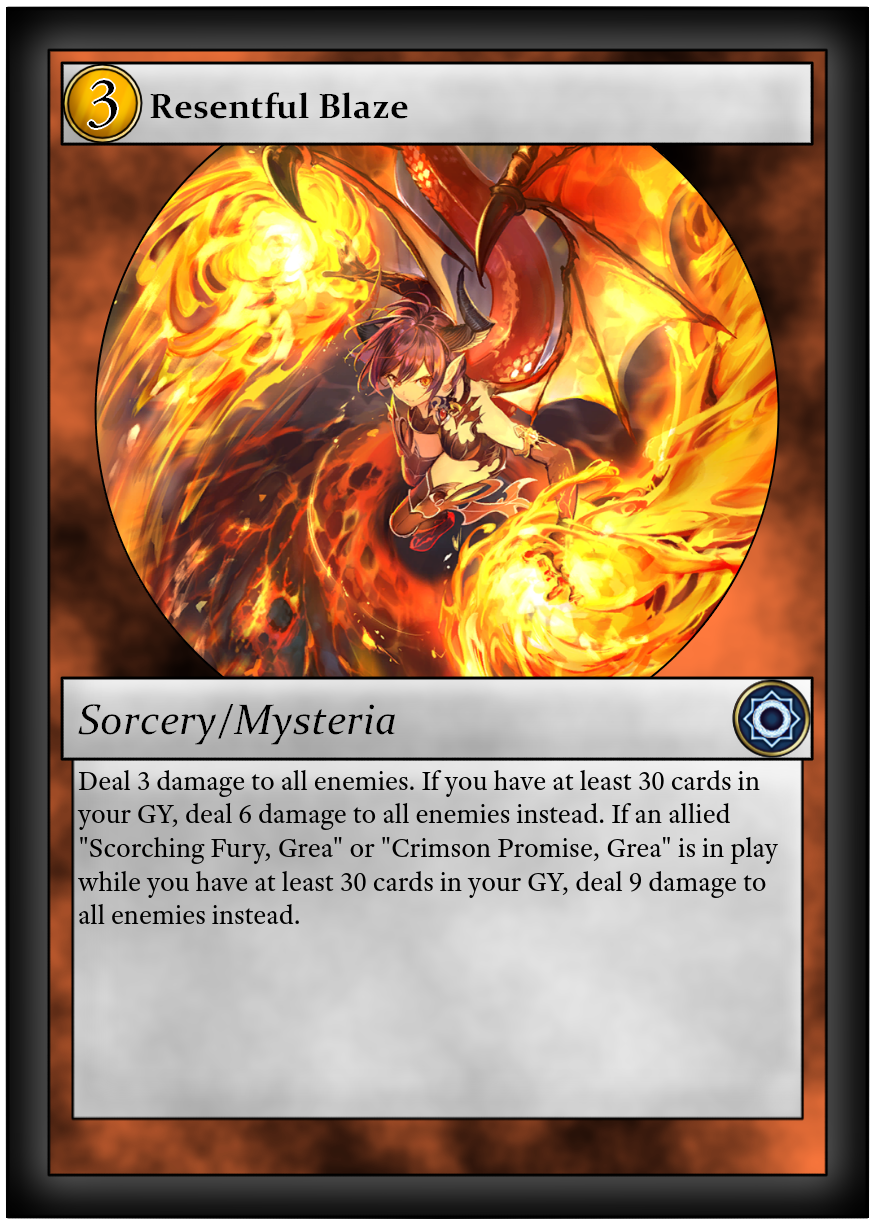 3
Resentful Blaze
Sorcery/Mysteria
Deal 3 damage to all enemies. If you have at least 30 cards in
your GY, deal 6 damage to all enemies instead. If an allied
"Scorching Fury, Grea" or "Crimson Promise, Grea" is in play
while you have at least 30 cards in your GY, deal 9 damage to
all enemies instead.